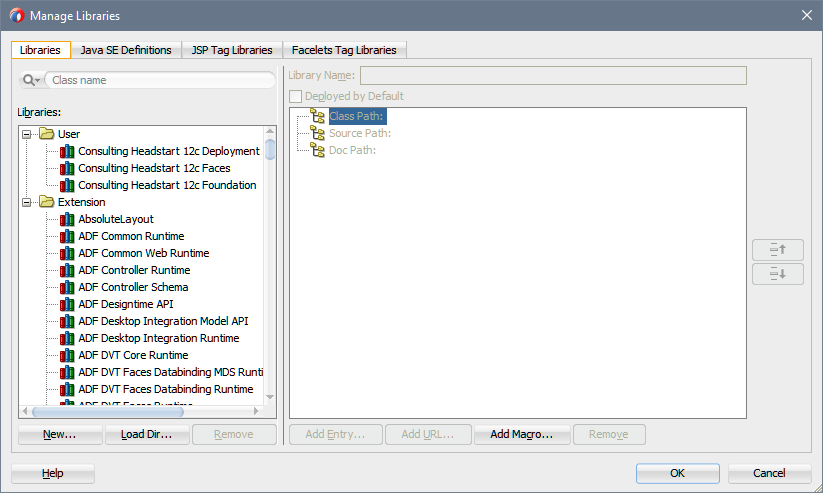 Manage Libraries
Libraries
Java SE Definitions
JSP Tag Libraries
Facelets Tag Libraries
Class name
Library Name:
Deployed by Default
Libraries:
User
Consulting Headstart 12c Deployment
Consulting Headstart 12c Faces
Consulting Headstart 12c Foundation
Extension
AbsoluteLayout
ADF Common Runtime
ADF Common Web Runtime
ADF Controller Runtime
ADF Controller Schema
ADF Designtime API
ADF Desktop Integration Model API
ADF Desktop Integration Runtime
ADF DVT Core Runtime
ADF DVT Faces Databinding MDS Runti
ADF DVT Faces Databinding Runtime
ADF DVT Faces Runtime
Class Path:
Source Path:
Doc Path:
New...
Load Dir...
Remove
Add Entry...
Add URL...
Add Macro...
Remove
Help
OK
Cancel